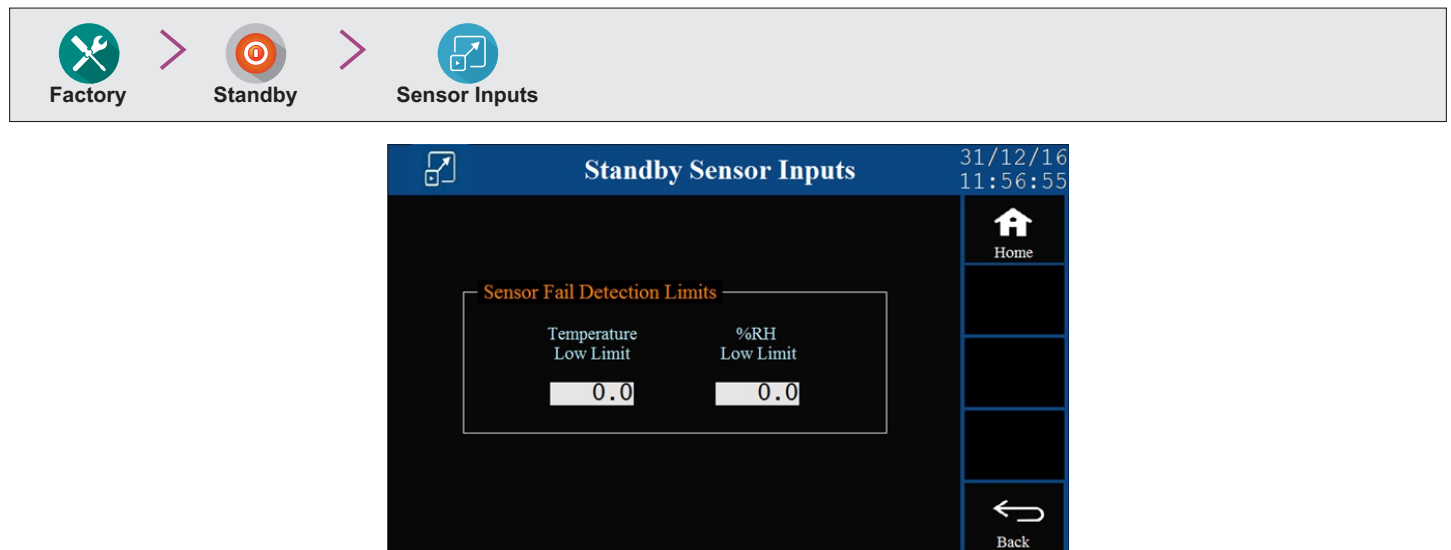 Factory
Standby
Sensor Inputs
Standby Sensor Inputs
31/12/16
11:56:55
Home
Sensor Fail Detection Limits
Temperature
Low Limit
%RH
Low Limit
0.0
0.0
Back